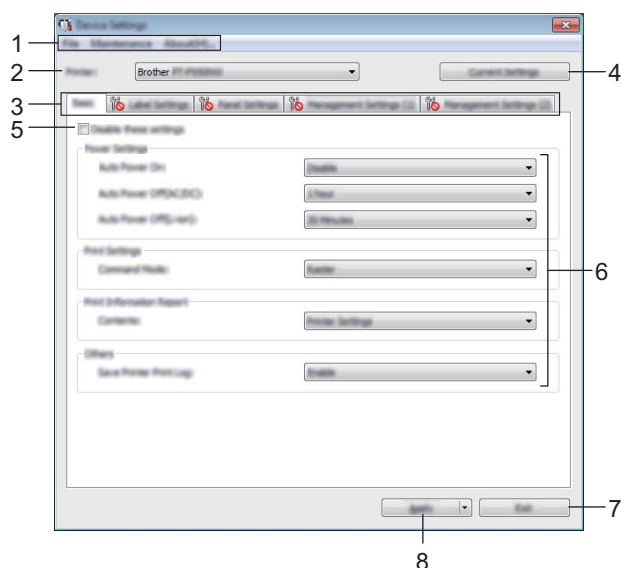 Device Settings
1
File Maintenance About(H)...
2
Printer:
Brother
Current Settings
4
3
Basic
Label Settings
Panel Settings
Management Settings (1)
Management Settings (2)
5
Disable these settings
Power Settings
Auto Power On:
Disable
Auto Power Off(AC/DC):
1 hour
Auto Power Off(Li-ion):
30 Minutes
Print Settings
Command Mode:
Raster
6
Print Information Report
Contents:
Printer Settings
Others
Save Printer Print Log:
Enable
Apply
Exit
7
8